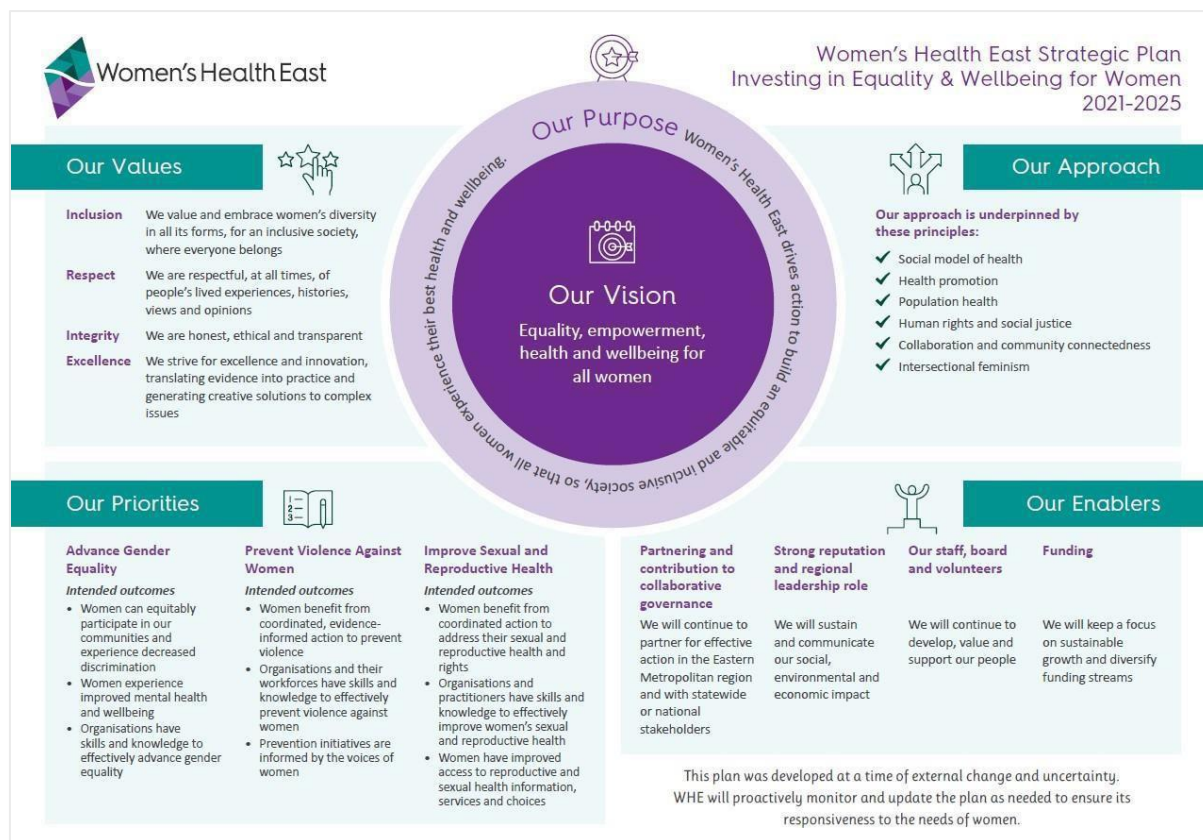 Women's Health East
Women's Health East Strategic Plan
Investing in Equality & Wellbeing for Women
2021-2025
Our Purpose Women's Health East drives action to build an equitable and inclusive society, so that all women experience their best health and wellbeing.
Our Vision
Equality, empowerment,
health and wellbeing for
all women
Our Values
Inclusion We value and embrace women's diversity
in all its forms, for an inclusive society,
where everyone belongs
Respect We are respectful, at all times, of
people's lived experiences, histories,
views and opinions
Integrity We are honest, ethical and transparent
Excellence We strive for excellence and innovation,
translating evidence into practice and
generating creative solutions to complex
issues
Our Approach
Our approach is underpinned by
these principles:
Social model of health
Health promotion
Population health
Human rights and social justice
Collaboration and community connectedness
Intersectional feminism
Our Priorities
1
2
3
Advance Gender
Equality
Intended outcomes
• Women can equitably
participate in our
communities and
experience decreased
discrimination
• Women experience
improved mental health
and wellbeing
• Organisations have
skills and knowledge to
effectively advance gender
equality
Prevent Violence Against
Women
Intended outcomes
• Women benefit from
coordinated, evidence-
informed action to prevent
violence
• Organisations and their
workforces have skills and
knowledge to effectively
prevent violence against
women
• Prevention initiatives are
informed by the voices of
women
Improve Sexual and
Reproductive Health
Intended outcomes
• Women benefit from
coordinated action to
address their sexual and
reproductive health and
rights
• Organisations and
practitioners have skills and
knowledge to effectively
improve women's sexual
and reproductive health
• Women have improved
access to reproductive and
sexual health information,
services and choices
Our Enablers
Partnering and
contribution to
collaborative
governance
We will continue to
partner for effective
action in the Eastern
Metropolitan region
and with statewide
or national
stakeholders
Strong reputation
and regional
leadership role
We will sustain
and communicate
our social,
environmental and
economic impact
Our staff, board
and volunteers
We will continue to
develop, value and
support our people
Funding
We will keep a focus
on sustainable
growth and diversify
funding streams
This plan was developed at a time of external change and uncertainty.
WHE will proactively monitor and update the plan as needed to ensure its
responsiveness to the needs of women.